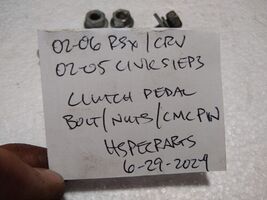 02-06 RSX/CRV
02-05 CIVIC SI EP3
CLUTCH PEDAL
BOLT/NUTS/CMC PIN
HSPECPARTS
6-29-2024